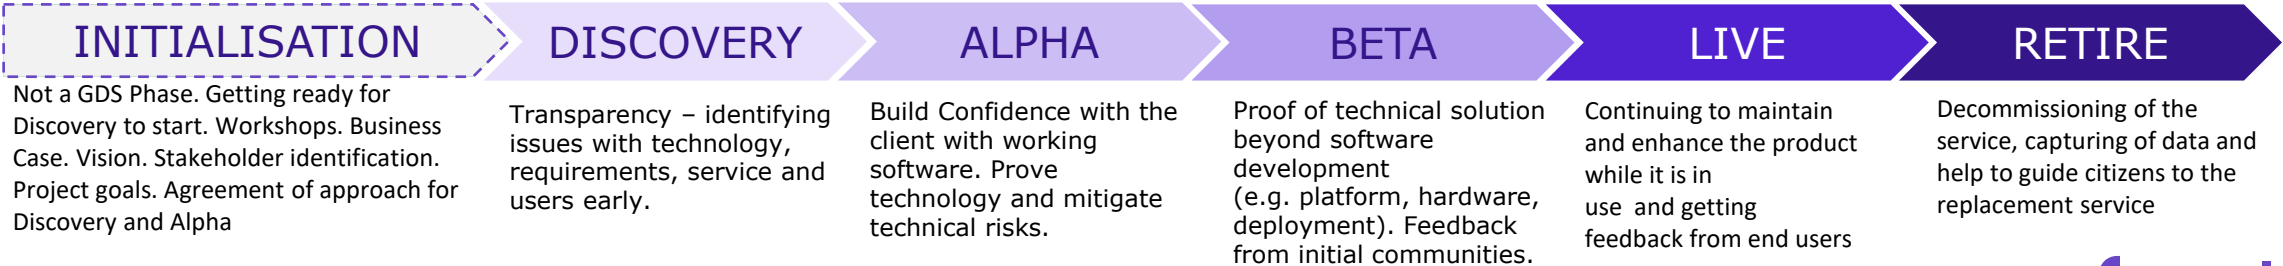 INITIALISATION
Not a GDS Phase. Getting ready for
Discovery to start. Workshops. Business
Case. Vision. Stakeholder identification.
Project goals. Agreement of approach for
Discovery and Alpha
DISCOVERY
Transparency – identifying
issues with technology,
requirements, service and
users early.
ALPHA
Build Confidence with the
client with working
software. Prove
technology and mitigate
technical risks.
BETA
Proof of technical solution
beyond software
development
(e.g. platform, hardware,
deployment). Feedback
from initial communities.
LIVE
Continuing to maintain
and enhance the product
while it is in
use and getting
feedback from end users
RETIRE
Decommissioning of the
service, capturing of data and
help to guide citizens to the
replacement service